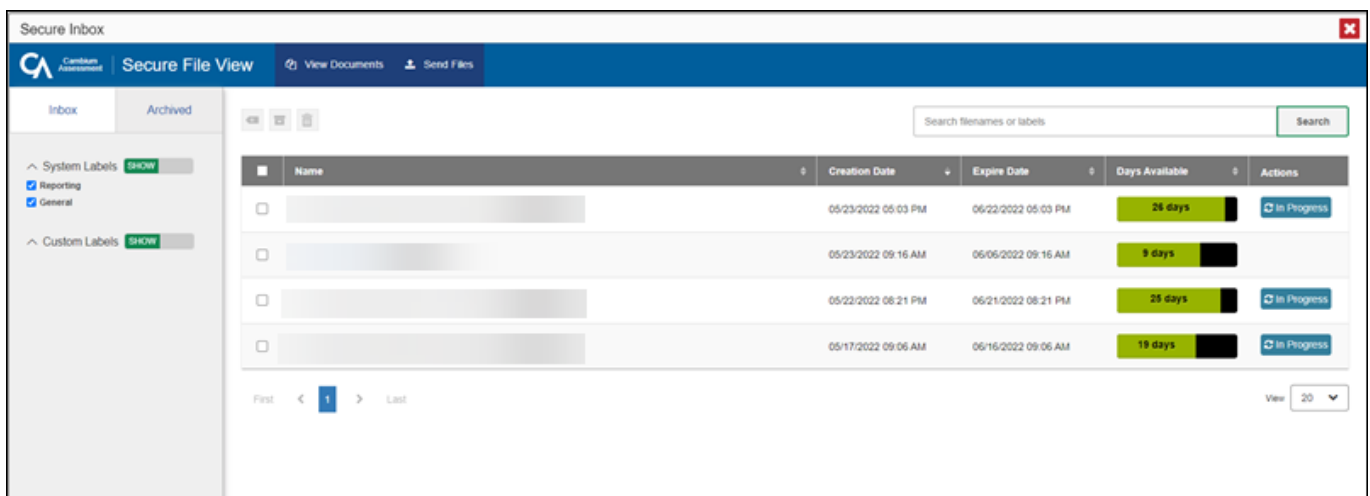 Secure Inbox
CA Cambium Assessment Secure File View View Documents Send Files
Inbox Archived
Search filenames or labels Search
System Labels SHOW
Reporting
General
Custom Labels SHOW
Name Creation Date Expire Date Days Available Actions
05/23/2022 05:03 PM 06/22/2022 05:03 PM 26 days In Progress
05/23/2022 09:16 AM 06/06/2022 09:16 AM 9 days
05/22/2022 08:21 PM 06/21/2022 08:21 PM 25 days In Progress
05/17/2022 09:06 AM 06/16/2022 09:06 AM 19 days In Progress
First 1 Last View 20